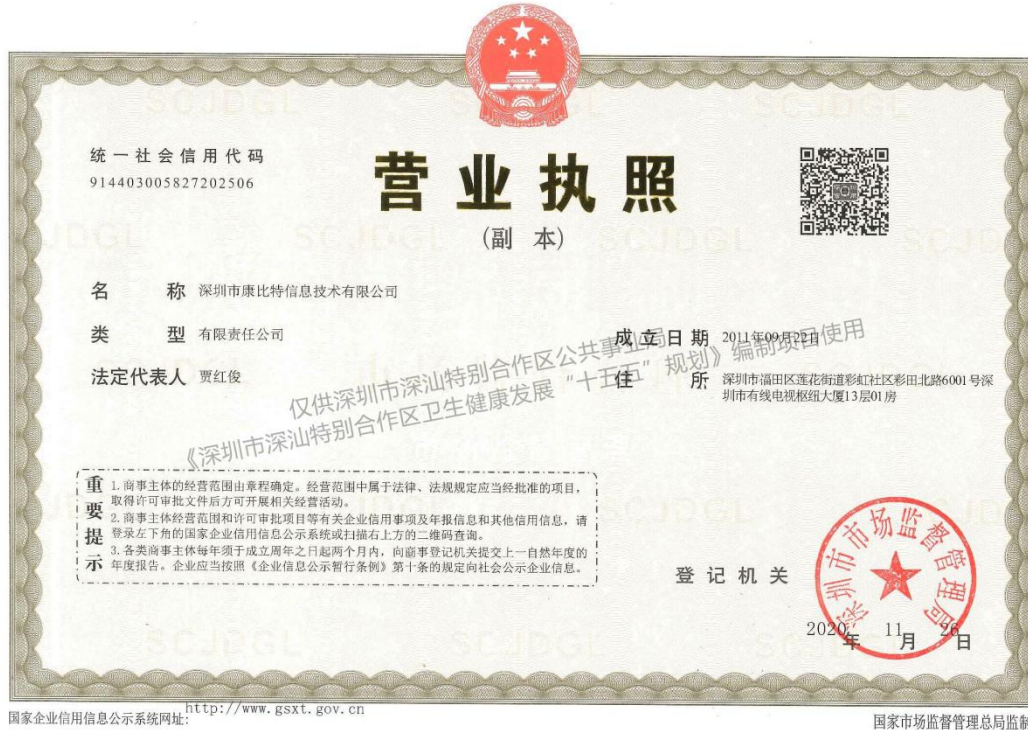 统一社会信用代码
914403005827202506
营业执照
(副 本)
名 称 深圳市康比特信息技术有限公司
类 型 有限责任公司
法定代表人 贾红俊
成立日期 2011年09月22日
住 所 深圳市福田区莲花街道彩虹社区彩田北路6001号深
圳市有线电视枢纽大厦13层01房
仅供深圳市深汕特别合作区公共事业局
《深圳市深汕特别合作区卫生健康发展“十五五”规划》编制项目使用
重要提示
1. 商事主体的经营范围由章程确定。经营范围中属于法律、法规规定应当经批准的项目，
取得许可审批文件后方可开展相关经营活动。
2. 商事主体经营范围和许可审批项目等有关企业信用事项及年报信息和其他信用信息，请
登录左下角的国家企业信用信息公示系统或扫描右上方的二维码查询。
3. 各类商事主体每年须于成立周年之日起两个月内，向商事登记机关提交上一自然年度的
年度报告。企业应当按照《企业信息公示暂行条例》第十条的规定向社会公示企业信息。
登记机关
深圳市市场监督管理局
2020年 11月 26日
国家企业信用信息公示系统网址: http://www.gsxt.gov.cn
国家市场监督管理总局监制
SCJDGL